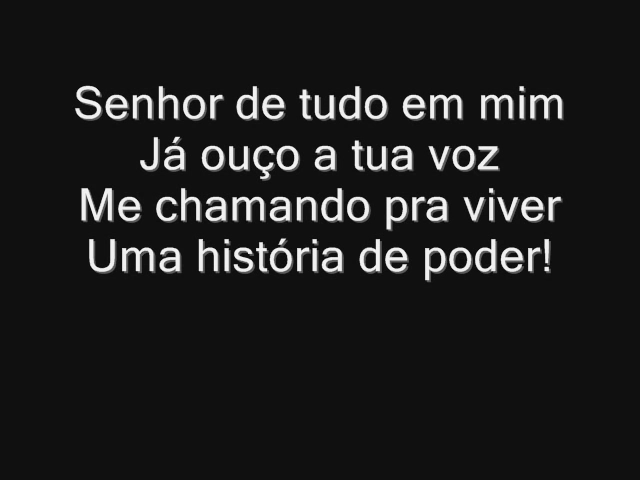 Senhor de tudo em mim
Já ouço a tua voz
Me chamando pra viver
Uma história de poder!